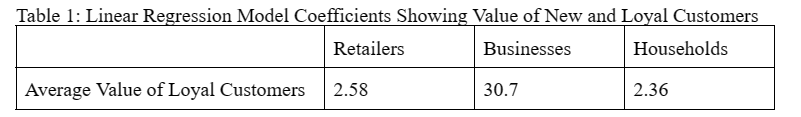 Table 1: Linear Regression Model Coefficients Showing Value of New and Loyal Customers
Retailers Businesses Households
Average Value of Loyal Customers 2.58 30.7 2.36